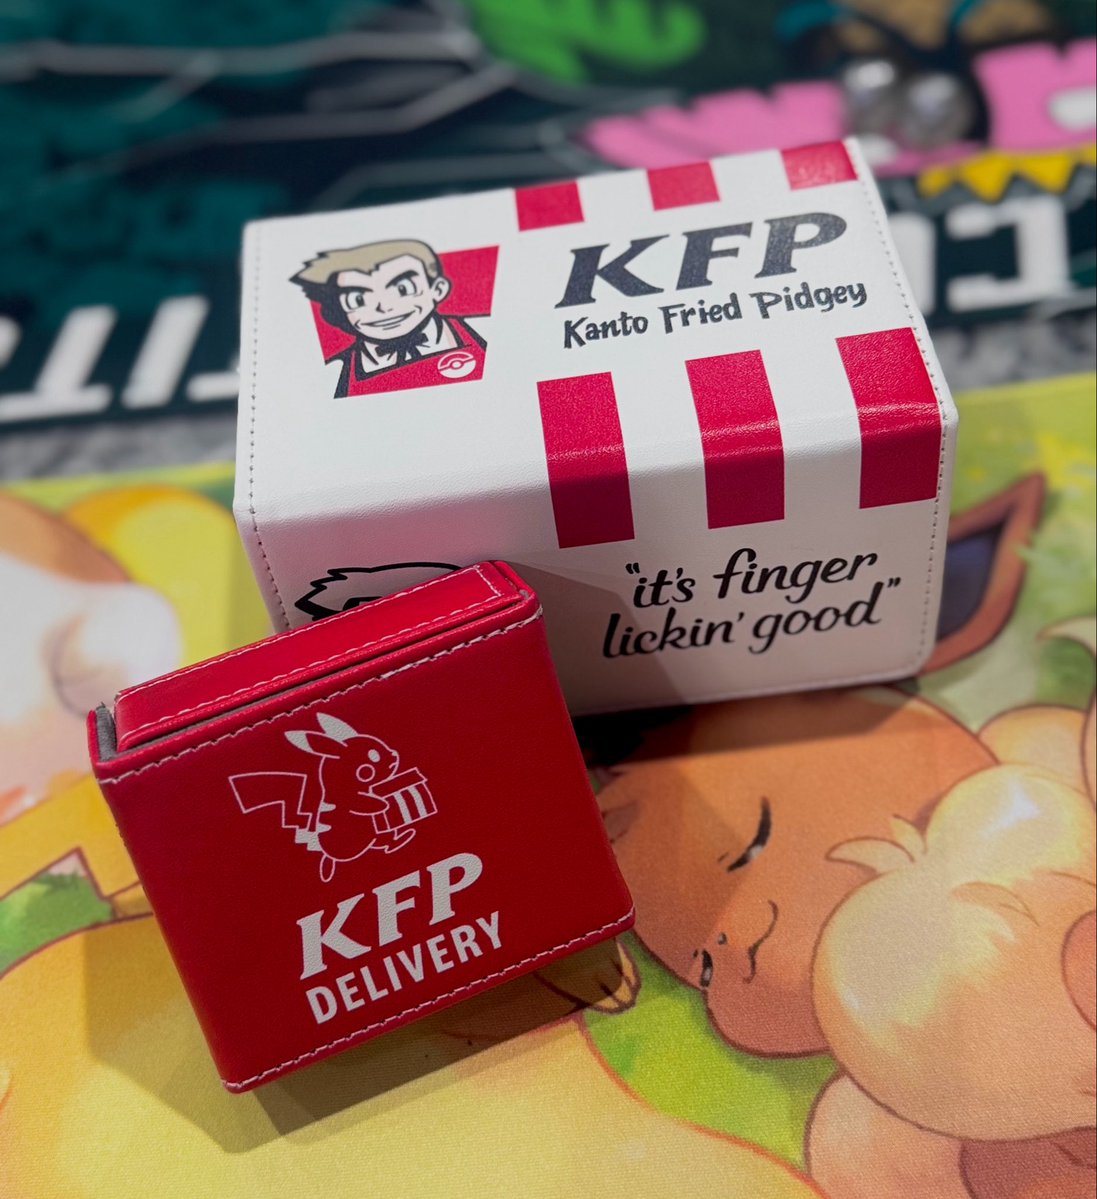 KFP
Kanto Fried Pidgey
"it's finger
lickin' good"
KFP
DELIVERY